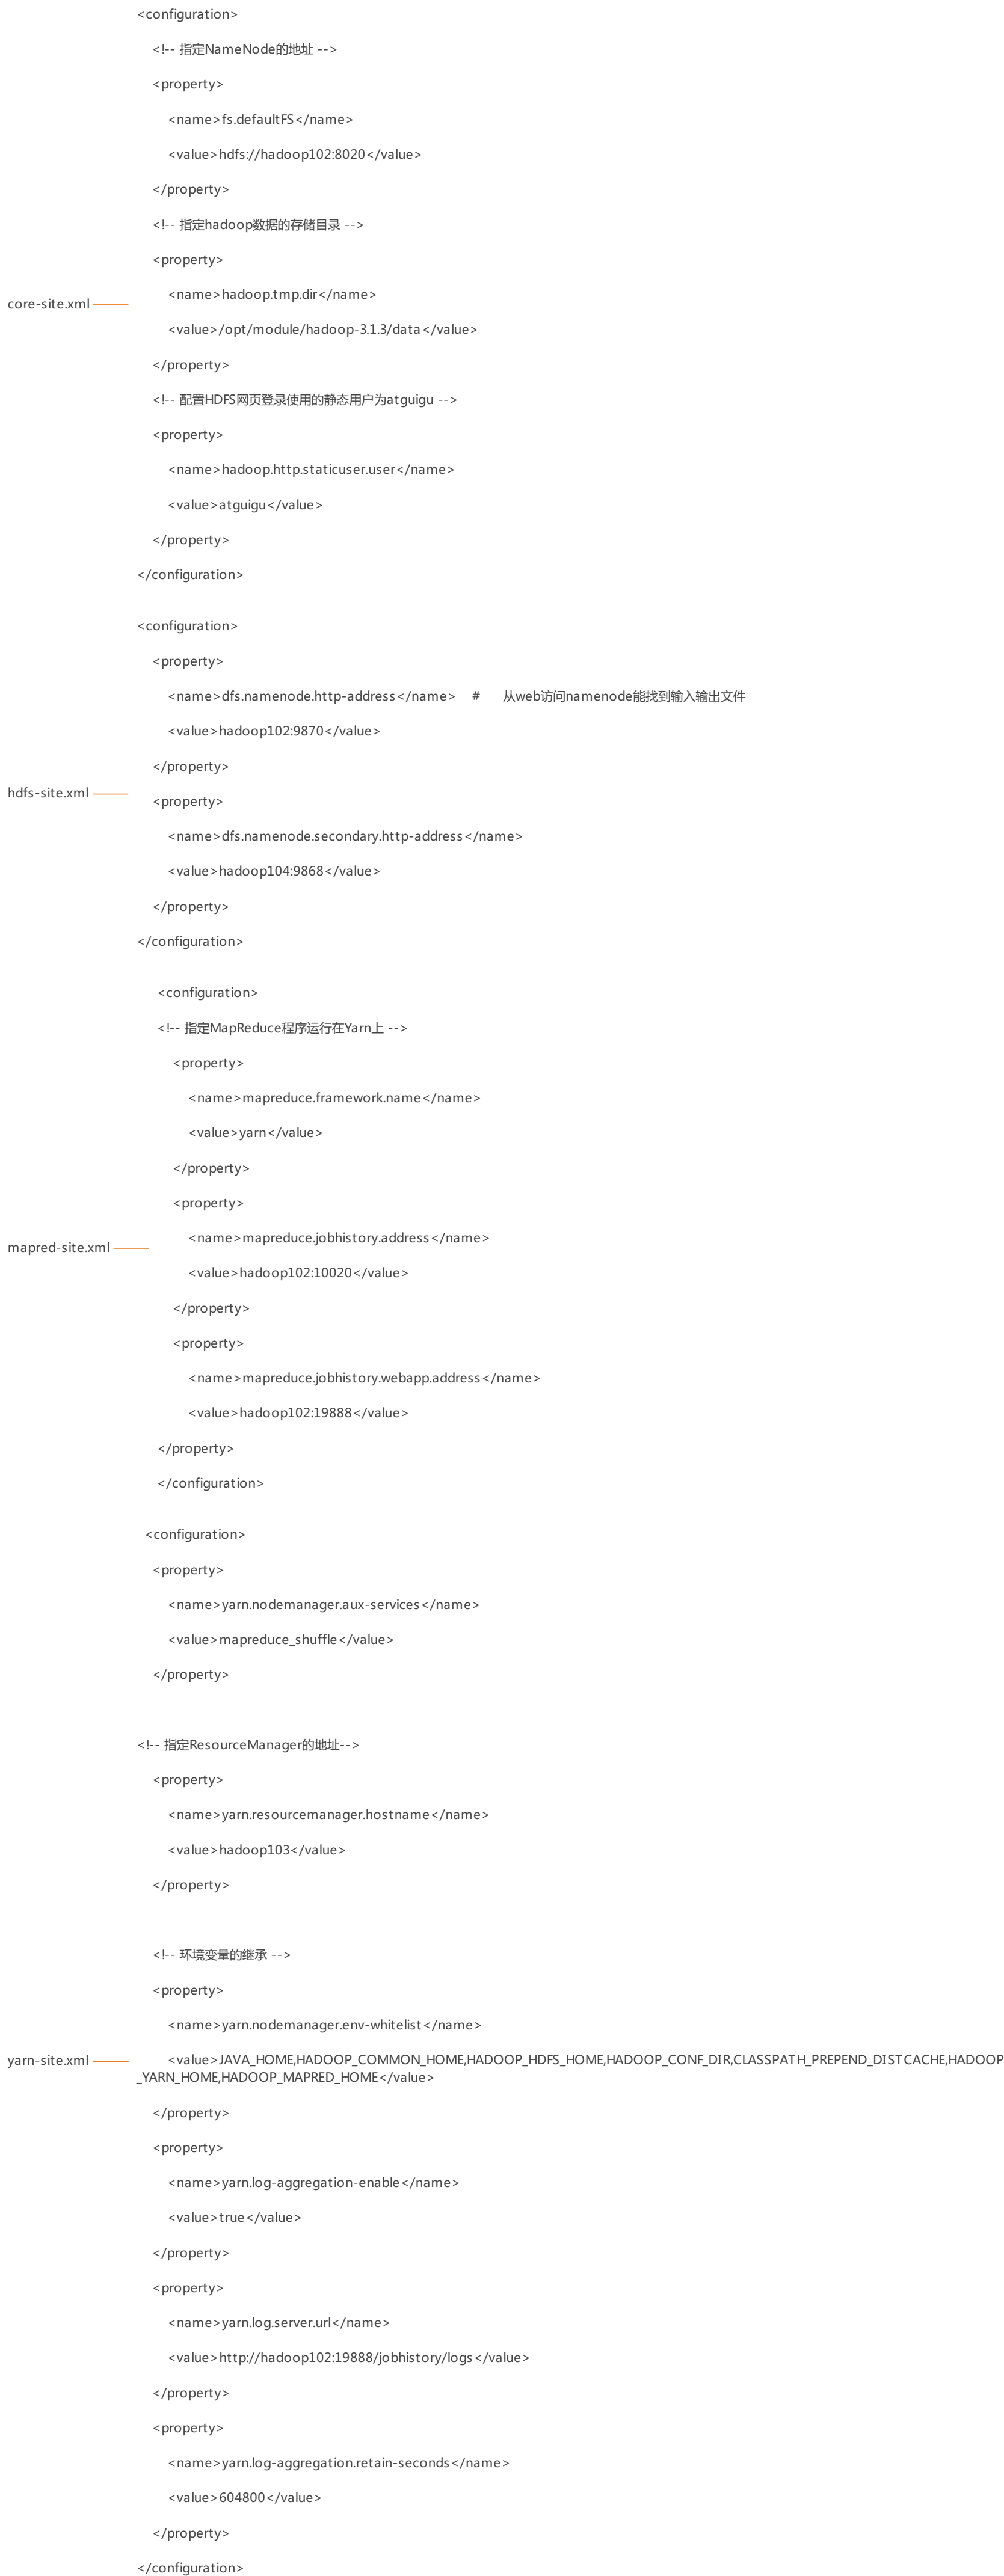 <configuration>
<!-- 指定NameNode的地址 -->
<property>
<name>fs.defaultFS</name>
<value>hdfs://hadoop102:8020</value>
</property>
<!-- 指定hadoop数据的存储目录 -->
<property>
core-site.xml
<name>hadoop.tmp.dir</name>
<value>/opt/module/hadoop-3.1.3/data</value>
</property>
<!-- 配置HDFS网页登录使用的静态用户为atguigu -->
<property>
<name>hadoop.http.staticuser.user</name>
<value>atguigu</value>
</property>
</configuration>
<configuration>
<property>
<name>dfs.namenode.http-address</name> # 从web访问namenode能找到输入输出文件
<value>hadoop102:9870</value>
</property>
hdfs-site.xml
<property>
<name>dfs.namenode.secondary.http-address</name>
<value>hadoop104:9868</value>
</property>
</configuration>
<configuration>
<!-- 指定MapReduce程序运行在Yarn上 -->
<property>
<name>mapreduce.framework.name</name>
<value>yarn</value>
</property>
<property>
<name>mapreduce.jobhistory.address</name>
mapred-site.xml
<value>hadoop102:10020</value>
</property>
<property>
<name>mapreduce.jobhistory.webapp.address</name>
<value>hadoop102:19888</value>
</property>
</configuration>
<configuration>
<property>
<name>yarn.nodemanager.aux-services</name>
<value>mapreduce_shuffle</value>
</property>
<!-- 指定ResourceManager的地址-->
<property>
<name>yarn.resourcemanager.hostname</name>
<value>hadoop103</value>
</property>
<!-- 环境变量的继承 -->
<property>
<name>yarn.nodemanager.env-whitelist</name>
yarn-site.xml
<value>JAVA_HOME,HADOOP_COMMON_HOME,HADOOP_HDFS_HOME,HADOOP_CONF_DIR,CLASSPATH_PREPEND_DISTCACHE,HADOOP
_YARN_HOME,HADOOP_MAPRED_HOME</value>
</property>
<property>
<name>yarn.log-aggregation-enable</name>
<value>true</value>
</property>
<property>
<name>yarn.log.server.url</name>
<value>http://hadoop102:19888/jobhistory/logs</value>
</property>
<property>
<name>yarn.log-aggregation.retain-seconds</name>
<value>604800</value>
</property>
</configuration>